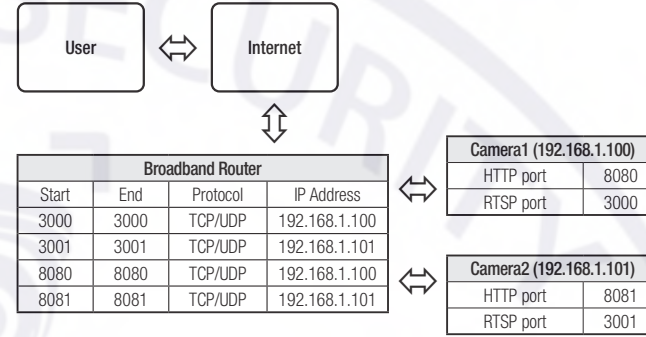 User
Internet
Broadband Router
Start End Protocol IP Address
3000 3000 TCP/UDP 192.168.1.100
3001 3001 TCP/UDP 192.168.1.101
8080 8080 TCP/UDP 192.168.1.100
8081 8081 TCP/UDP 192.168.1.101
Camera1 (192.168.1.100)
HTTP port 8080
RTSP port 3000
Camera2 (192.168.1.101)
HTTP port 8081
RTSP port 3001